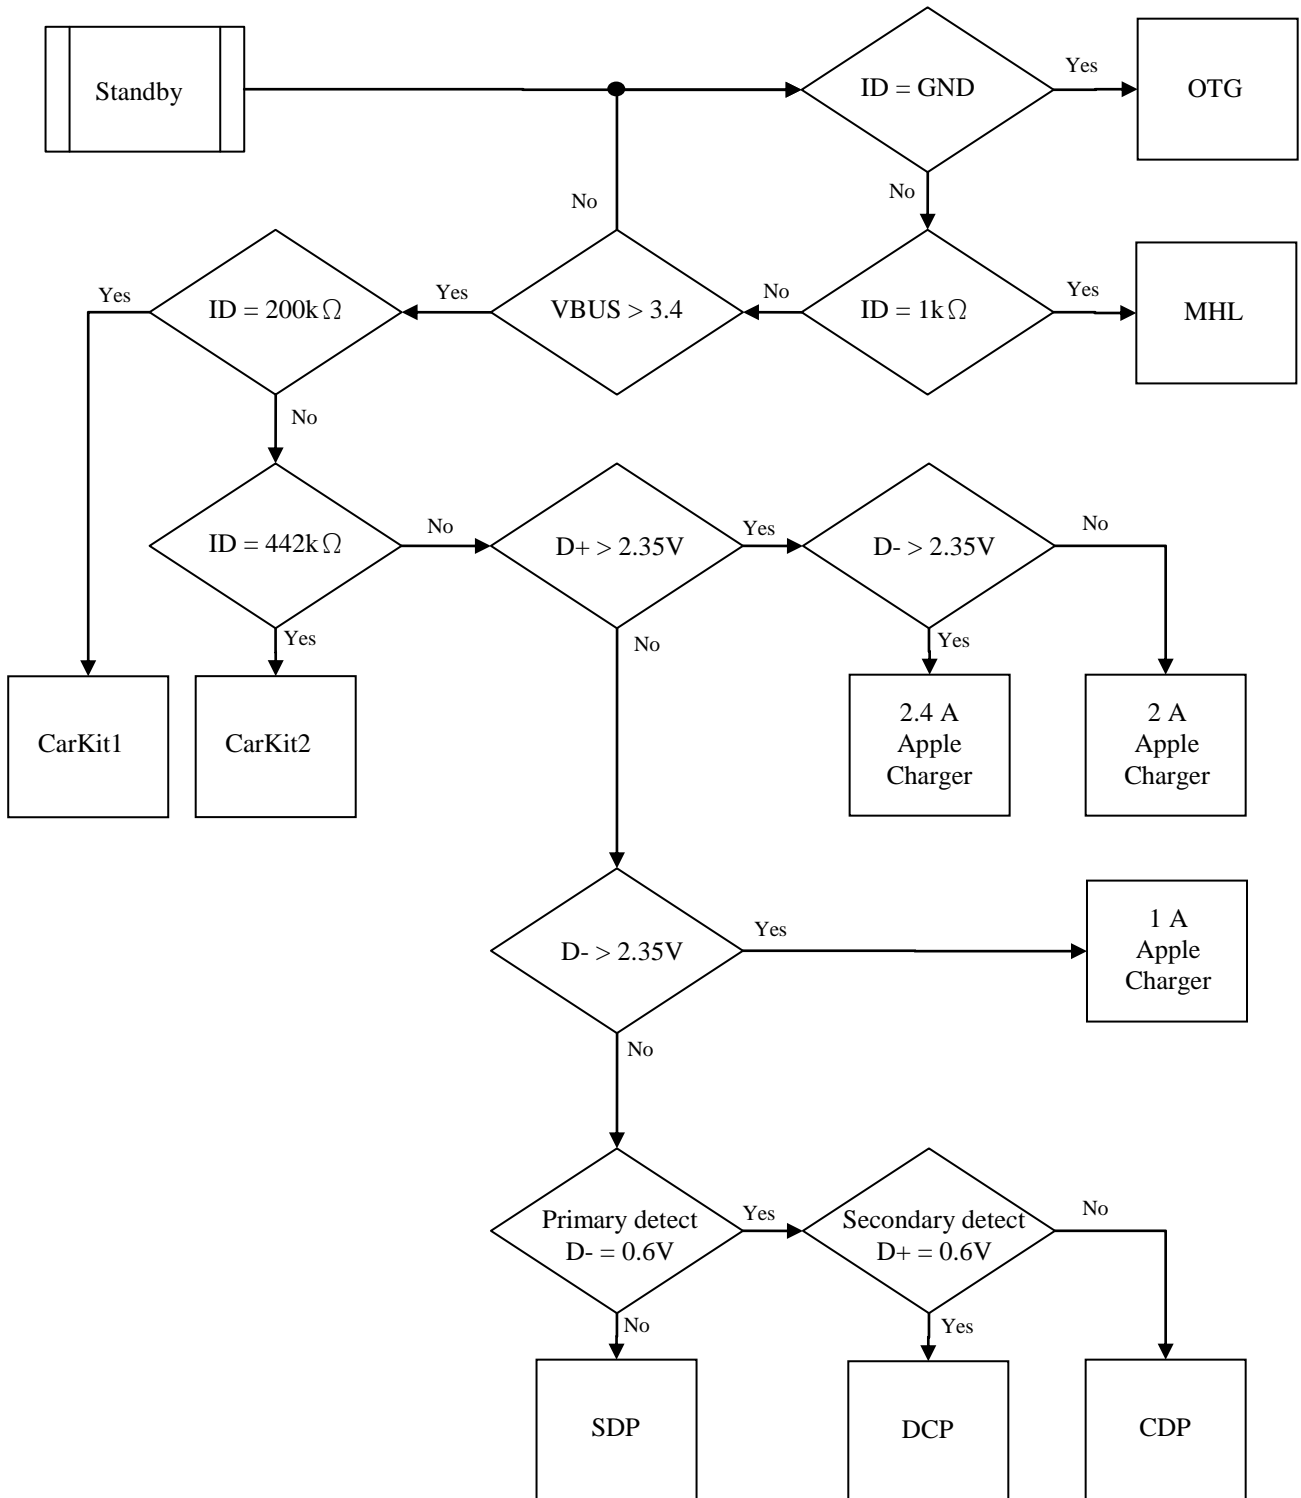 Standby
ID = GND
Yes
OTG
No
No
ID = 1kΩ
Yes
MHL
No
VBUS > 3.4
Yes
ID = 200kΩ
Yes
No
ID = 442kΩ
No
D+ > 2.35V
Yes
D- > 2.35V
No
Yes
No
Yes
CarKit1
CarKit2
2.4 A
Apple
Charger
2 A
Apple
Charger
D- > 2.35V
Yes
1 A
Apple
Charger
No
Primary detect
D- = 0.6V
Yes
Secondary detect
D+ = 0.6V
No
No
Yes
SDP
DCP
CDP